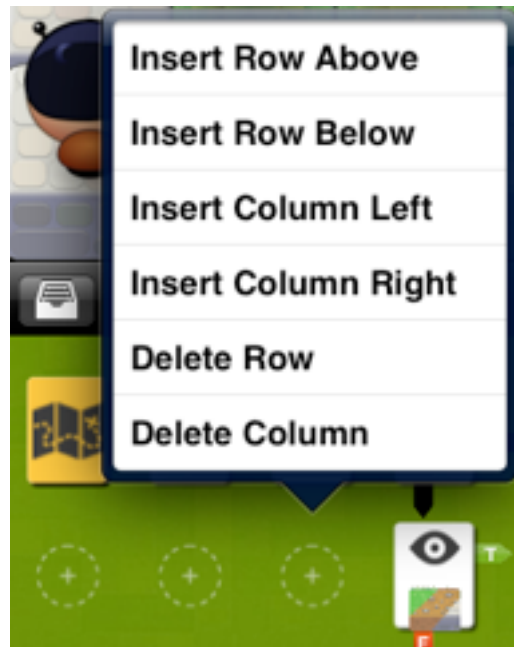 Insert Row Above
Insert Row Below
Insert Column Left
Insert Column Right
Delete Row
Delete Column
T
F